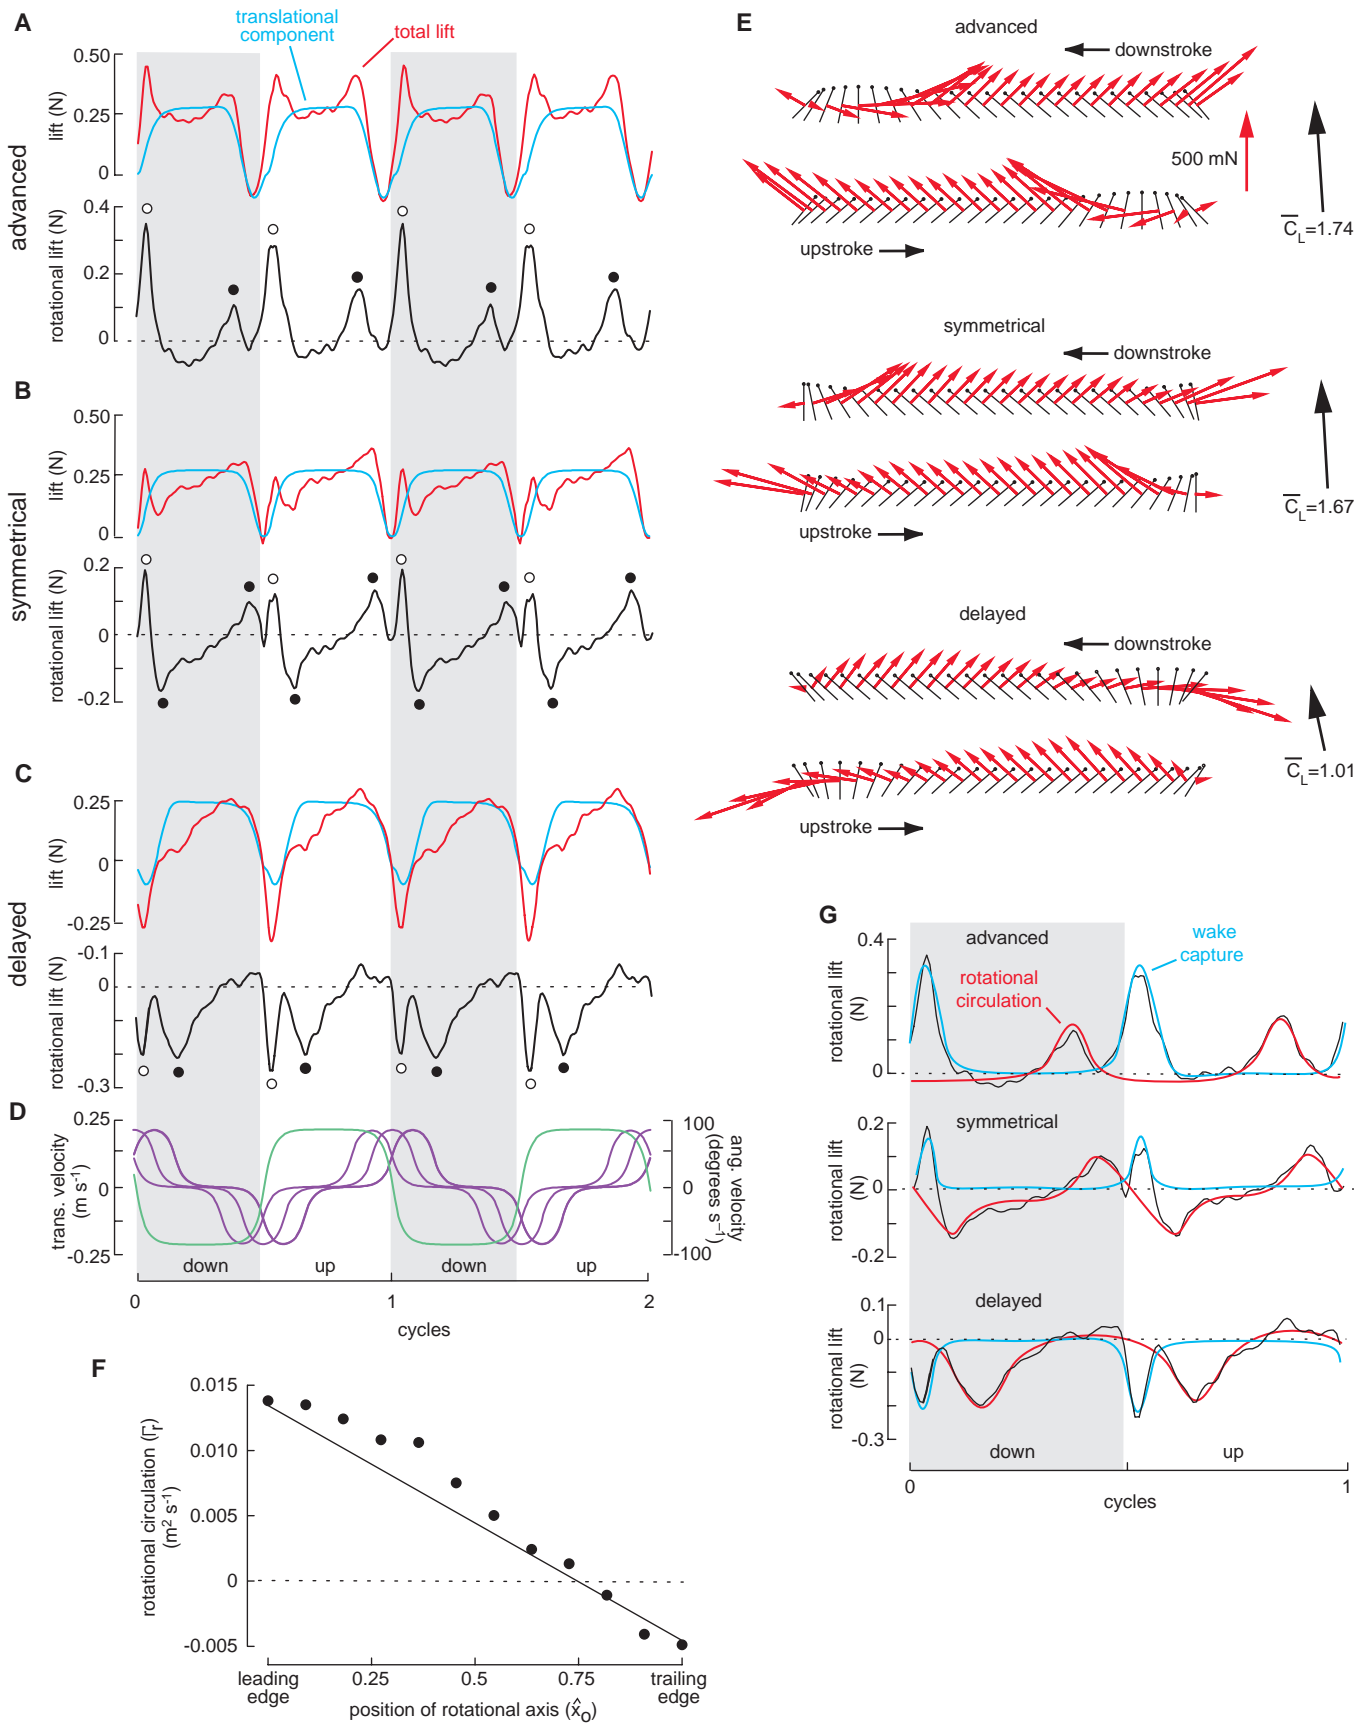 A
translational
component
total lift
0.50
0.25
0
lift (N)
advanced
0.4
0.2
0
rotational lift (N)
B
0.50
0.25
0
lift (N)
symmetrical
0.2
0
-0.2
rotational lift (N)
C
0.25
0
-0.25
lift (N)
delayed
-0.1
0
-0.3
rotational lift (N)
D
0.25
0
-0.25
trans. velocity
(m s-1)
100
0
-100
ang. velocity
(degrees s-1)
down
up
down
up
0
1
2
cycles
E
advanced
downstroke
500 mN
upstroke
C̅L=1.74
symmetrical
downstroke
upstroke
C̅L=1.67
delayed
downstroke
upstroke
C̅L=1.01
F
0.015
0.010
0.005
0
-0.005
rotational circulation (Γr)
(m2 s-1)
leading
edge
0.25
0.5
0.75
trailing
edge
position of rotational axis (x̂o)
G
0.4
0
rotational lift
(N)
advanced
wake
capture
rotational
circulation
0.2
0
-0.2
rotational lift
(N)
symmetrical
0.1
0
-0.3
rotational lift
(N)
delayed
down
up
0
1
cycles